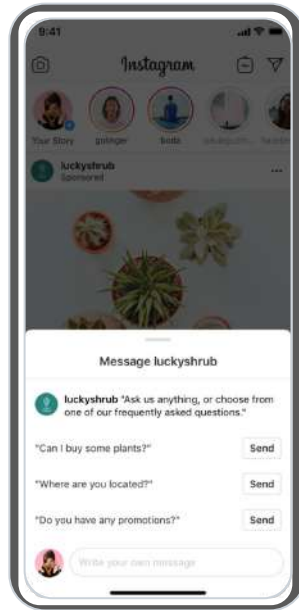 9:41
Instagram
Your Story
luckyshrub
Sponsored
Message luckyshrub
luckyshrub "Ask us anything, or choose from
one of our frequently asked questions."
"Can I buy some plants?" Send
"Where are you located?" Send
"Do you have any promotions?" Send
Write your own message